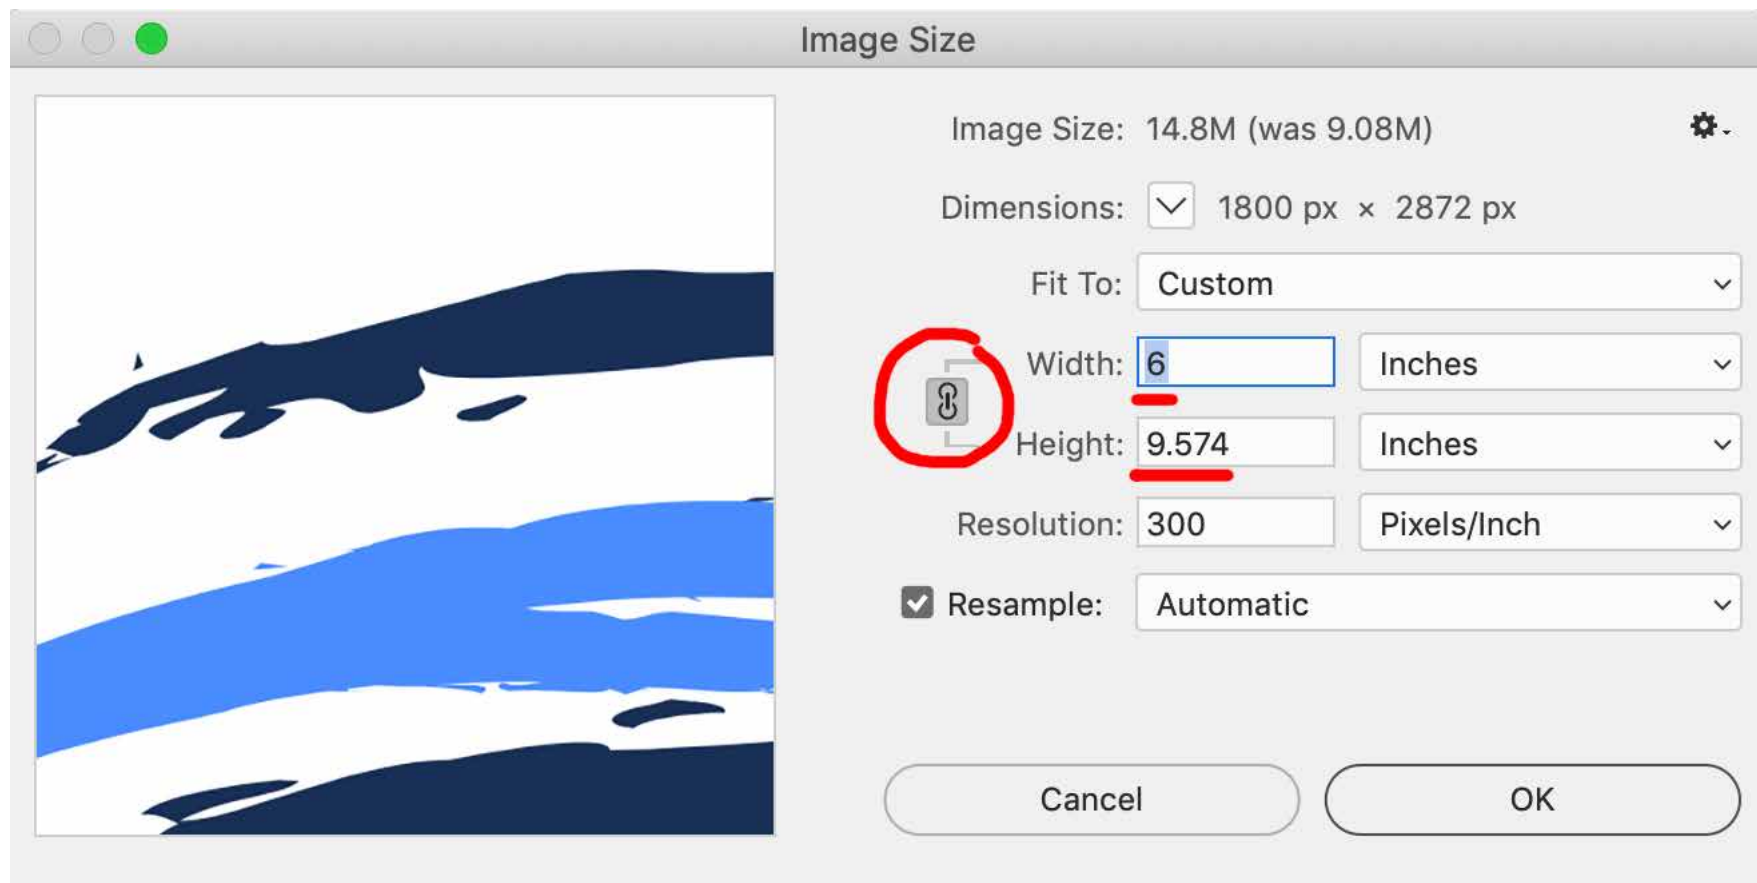 Image Size
Image Size: 14.8M (was 9.08M)
Dimensions: 1800 px × 2872 px
Fit To: Custom
Width: 6 Inches
Height: 9.574 Inches
Resolution: 300 Pixels/Inch
Resample: Automatic
Cancel OK